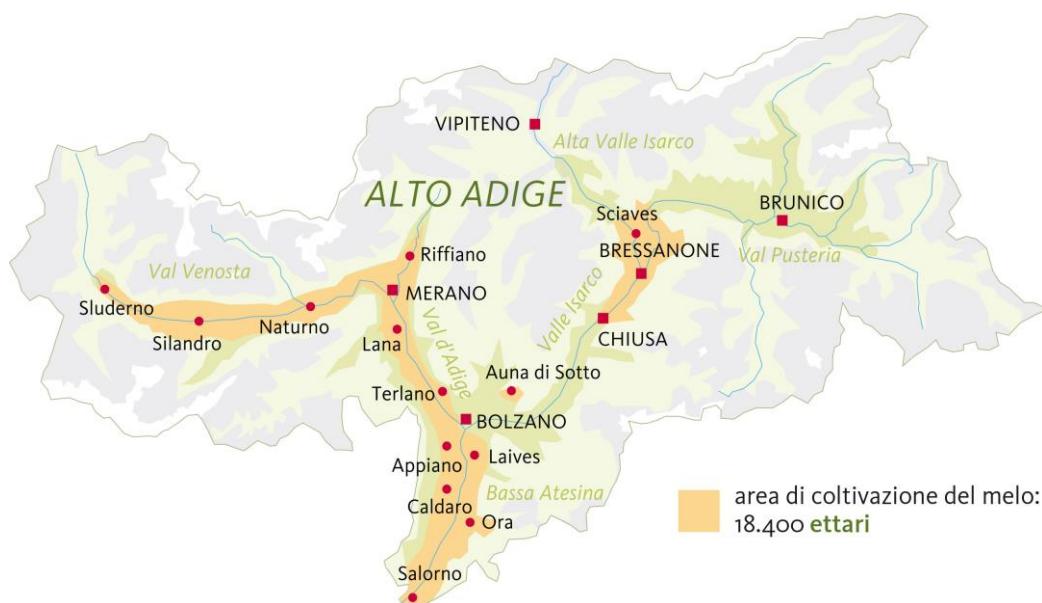 VIPITENO
Alta Valle Isarco
ALTO ADIGE
BRUNICO
Sciaves
Riffiano
BRESSANONE
Val Pusteria
Val Venosta
MERANO
Sluderno
Naturno
Silandro
Lana
Val d'Adige
Valle Isarco
CHIUSA
Auna di Sotto
Terlano
BOLZANO
Appiano
Laives
Caldaro
Bassa Atesina
Ora
Salorno
area di coltivazione del melo:
18.400 ettari